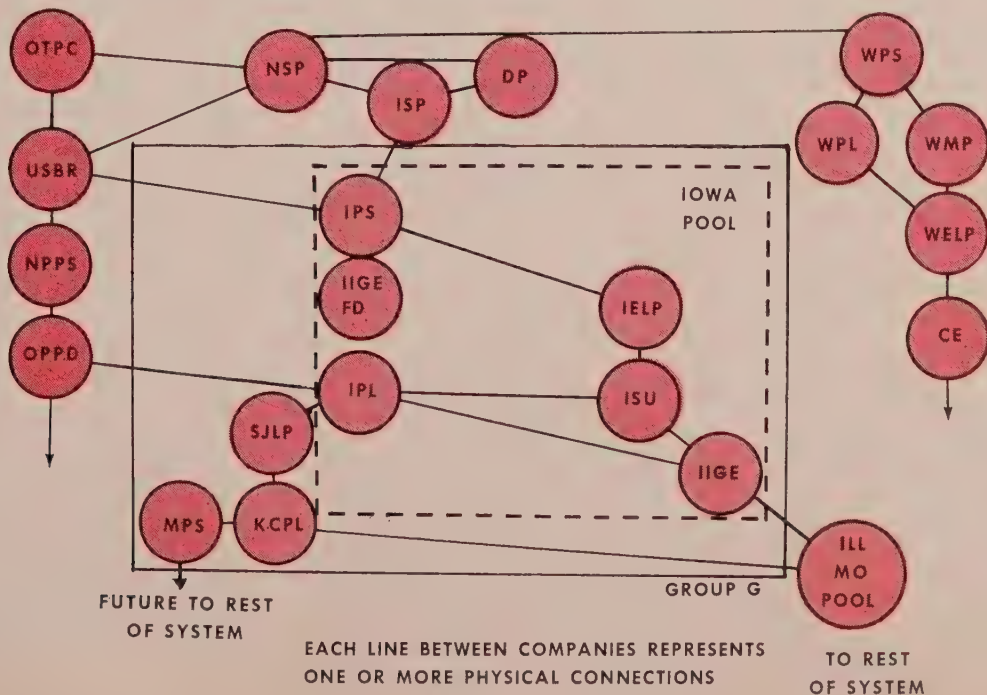 OTPC
NSP
DP
WPS
ISP
USBR
WPL
WMP
IPS
IOWA
POOL
NPPS
IIGE
FD
IELP
WELP
OPPD
IPL
ISU
CE
SJLP
IIGE
MPS
KCPL
ILL
MO
POOL
GROUP G
FUTURE TO REST
OF SYSTEM
EACH LINE BETWEEN COMPANIES REPRESENTS
ONE OR MORE PHYSICAL CONNECTIONS
TO REST
OF SYSTEM